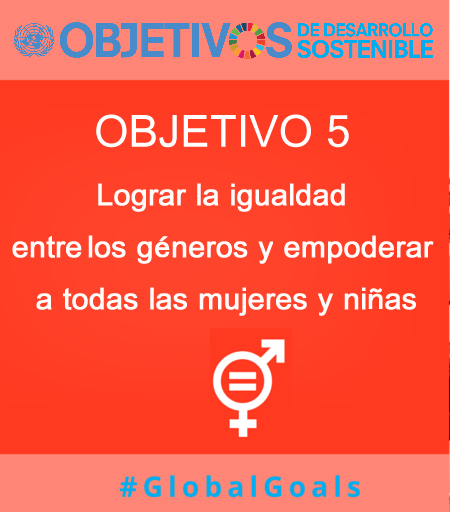 OBJETIVOS DE DESARROLLO SOSTENIBLE
OBJETIVO 5
Lograr la igualdad
entre los géneros y empoderar
a todas las mujeres y niñas
#GlobalGoals